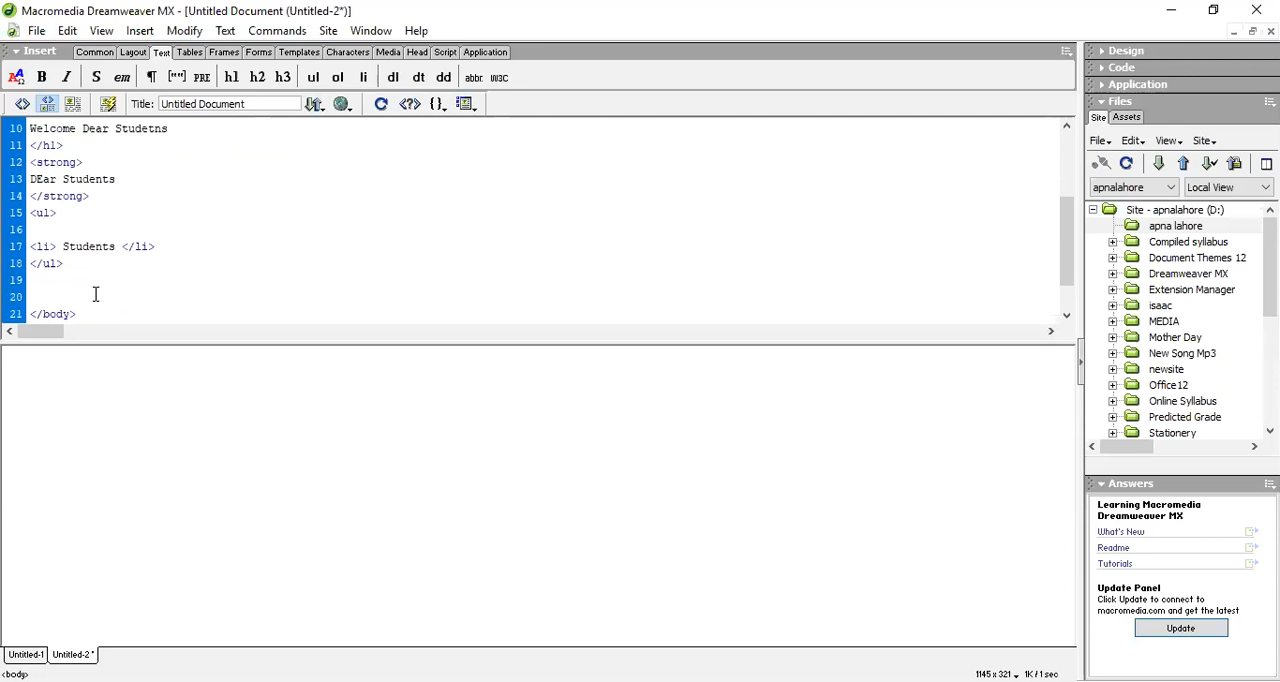 Macromedia Dreamweaver MX - [Untitled Document (Untitled-2*)]
File Edit View Insert Modify Text Commands Site Window Help
Insert Common Layout Text Tables Frames Forms Templates Characters Media Head Script Application
B I S em ¶ [""] PRE h1 h2 h3 ul ol li dl dt dd abbr. W3C
Title: Untitled Document <?> {}
10 Welcome Dear Studetns
11 </h1>
12 <strong>
13 DEar Students
14 </strong>
15 <ul>
16
17 <li> Students </li>
18 </ul>
19
20
21 </body>
Untitled-1 Untitled-2*
<body>
1145 x 321 1K / 1 sec
Design
Code
Application
Files
Site Assets
File Edit View Site
apnalahore Local View
Site - apnalahore (D:)
apna lahore
Compiled syllabus
Document Themes 12
Dreamweaver MX
Extension Manager
isaac
MEDIA
Mother Day
New Song Mp3
newsite
Office12
Online Syllabus
Predicted Grade
Stationery
Answers
Learning Macromedia
Dreamweaver MX
What's New
Readme
Tutorials
Update Panel
Click Update to connect to
macromedia.com and get the latest
Update